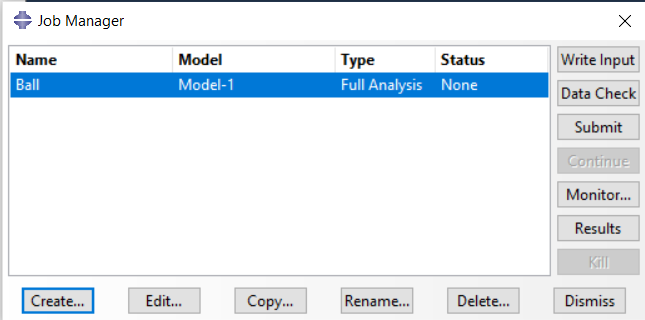 Job Manager
Name Model Type Status
Ball Model-1 Full Analysis None
Write Input
Data Check
Submit
Continue
Monitor...
Results
Kill
Create... Edit... Copy... Rename... Delete... Dismiss